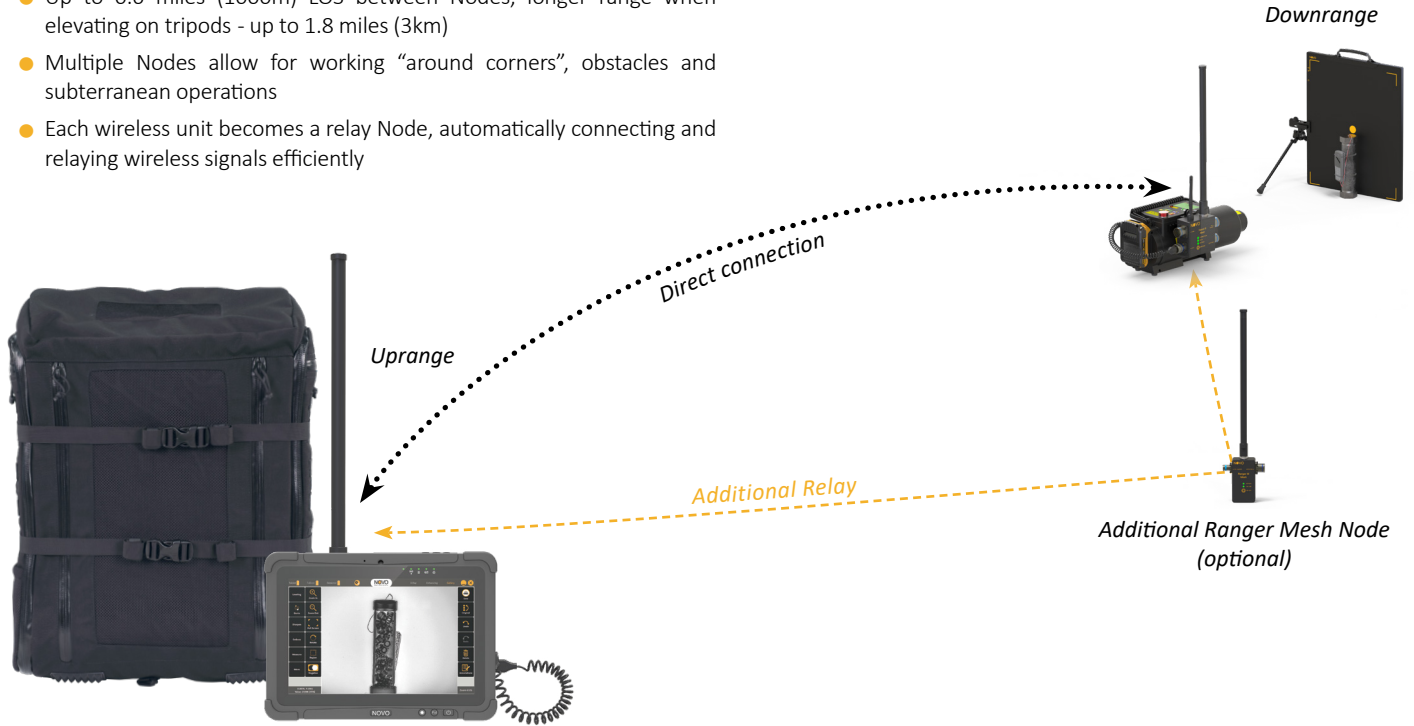 elevating on tripods - up to 1.8 miles (3km)
Multiple Nodes allow for working “around corners”, obstacles and
subterranean operations
Each wireless unit becomes a relay Node, automatically connecting and
relaying wireless signals efficiently
Downrange
Direct connection
Uprange
Additional Relay
Additional Ranger Mesh Node
(optional)
NOVO
NOVO